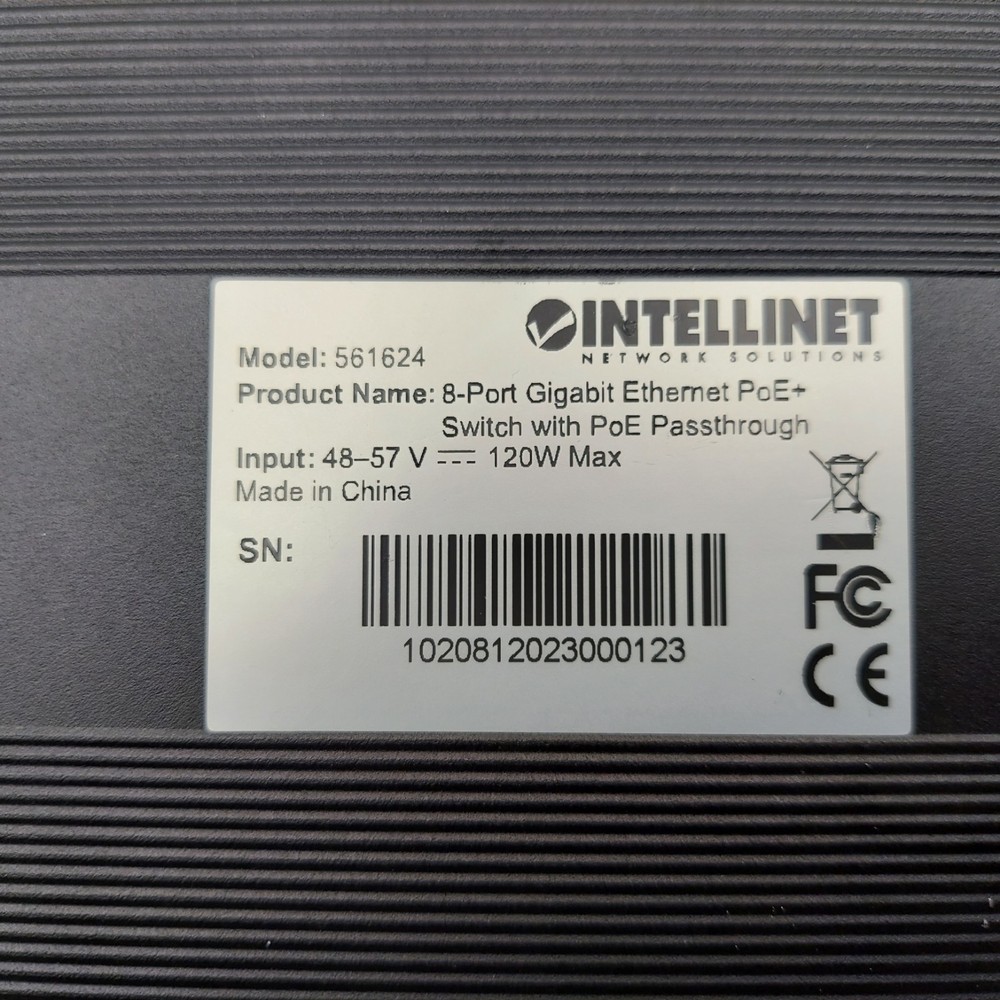 INTELLINET
NETWORK SOLUTIONS
Model: 561624
Product Name: 8-Port Gigabit Ethernet PoE+
Switch with PoE Passthrough
Input: 48–57 V ⎓ 120W Max
Made in China
SN:
1020812023000123
FC
CE